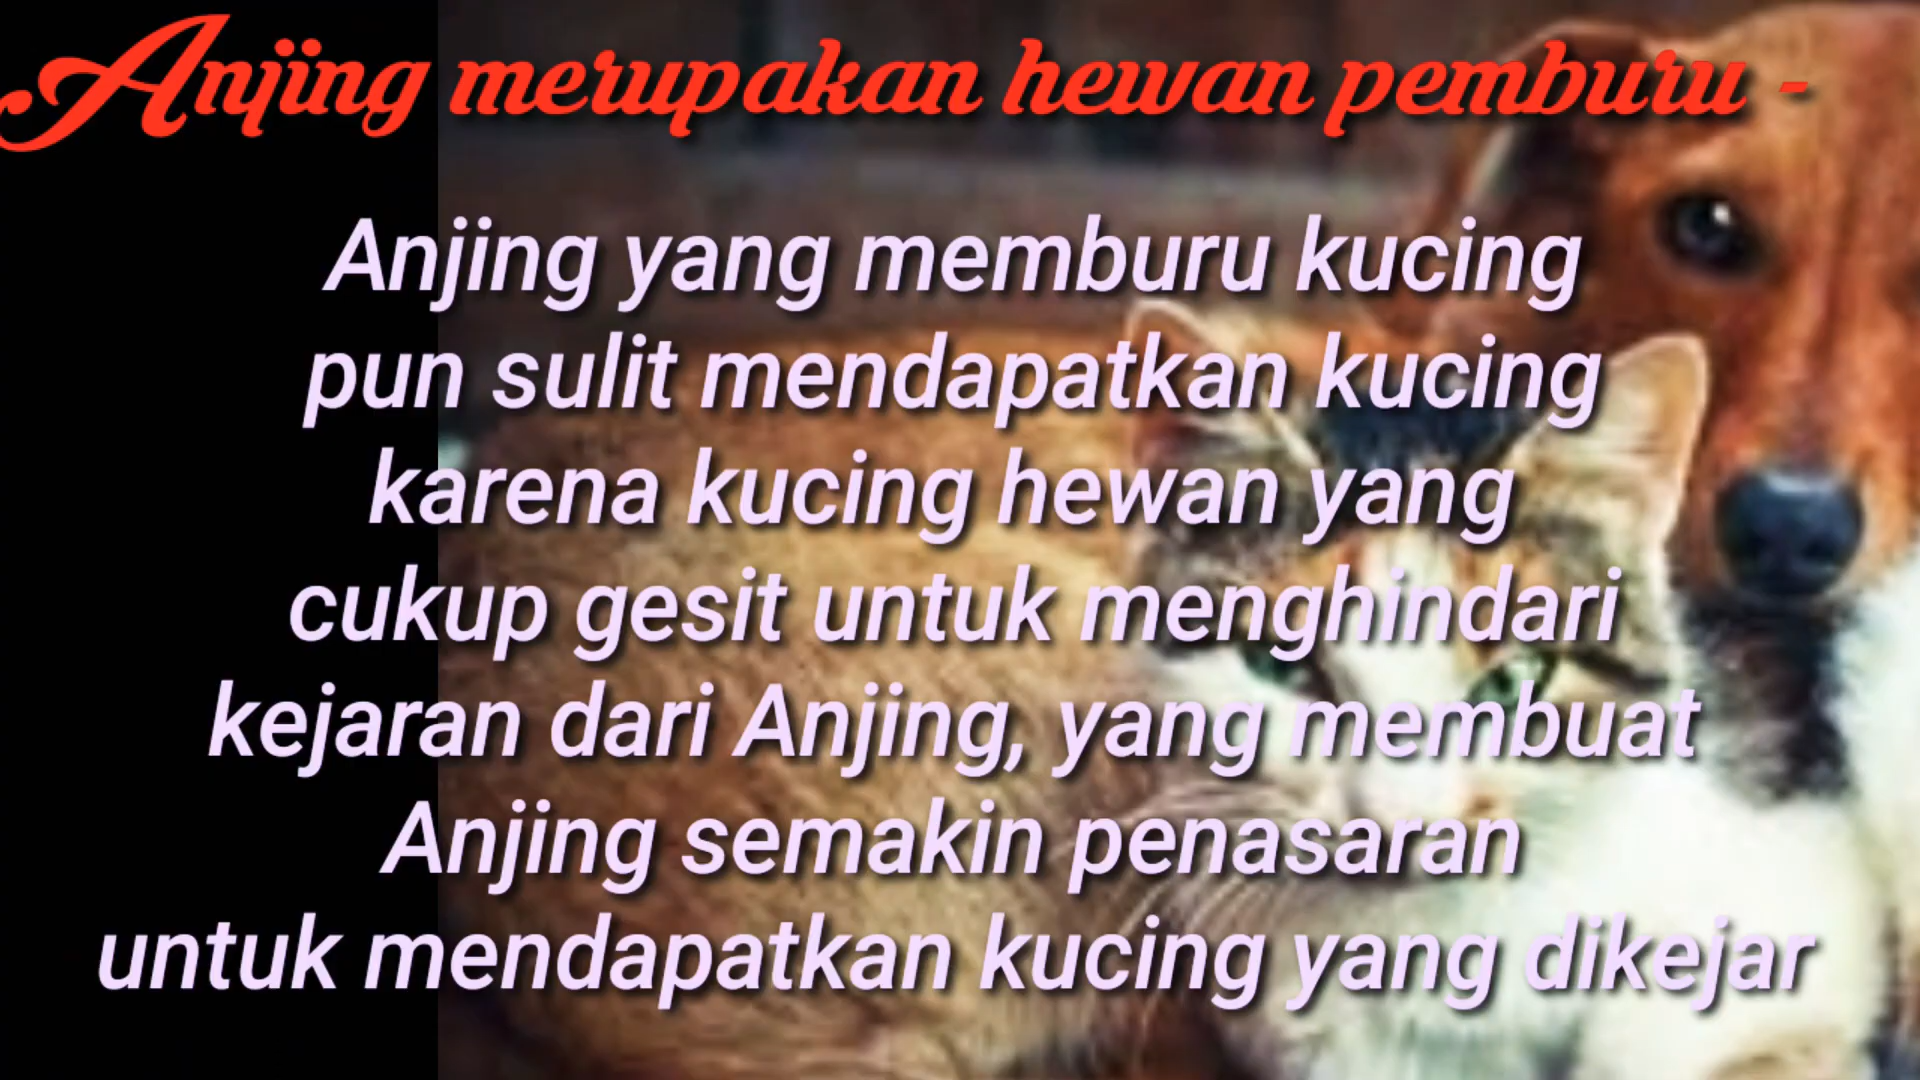 Anjing merupakan hewan pemburu -
Anjing yang memburu kucing
pun sulit mendapatkan kucing
karena kucing hewan yang
cukup gesit untuk menghindari
kejaran dari Anjing, yang membuat
Anjing semakin penasaran
untuk mendapatkan kucing yang dikejar